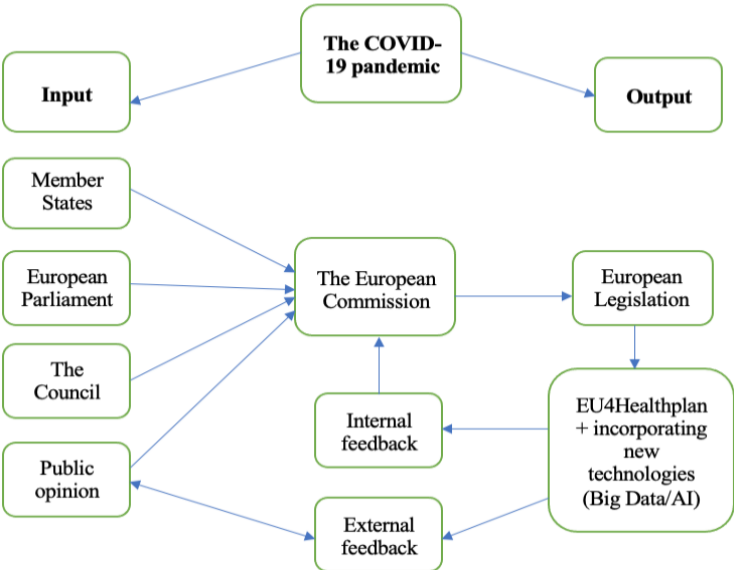 The COVID-
19 pandemic
Input
Output
Member
States
European
Parliament
The European
Commission
European
Legislation
The
Council
Internal
feedback
EU4Healthplan
+ incorporating
new
technologies
(Big Data/AI)
Public
opinion
External
feedback